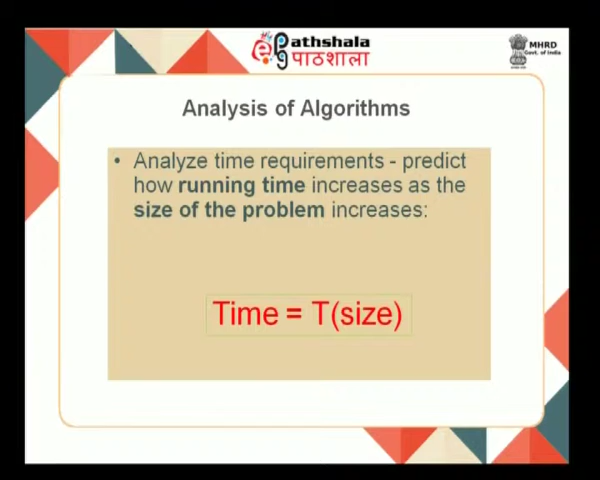 Pathshala
पाठशाला
MHRD
Govt. of India
Analysis of Algorithms
• Analyze time requirements - predict
how running time increases as the
size of the problem increases:
Time = T(size)